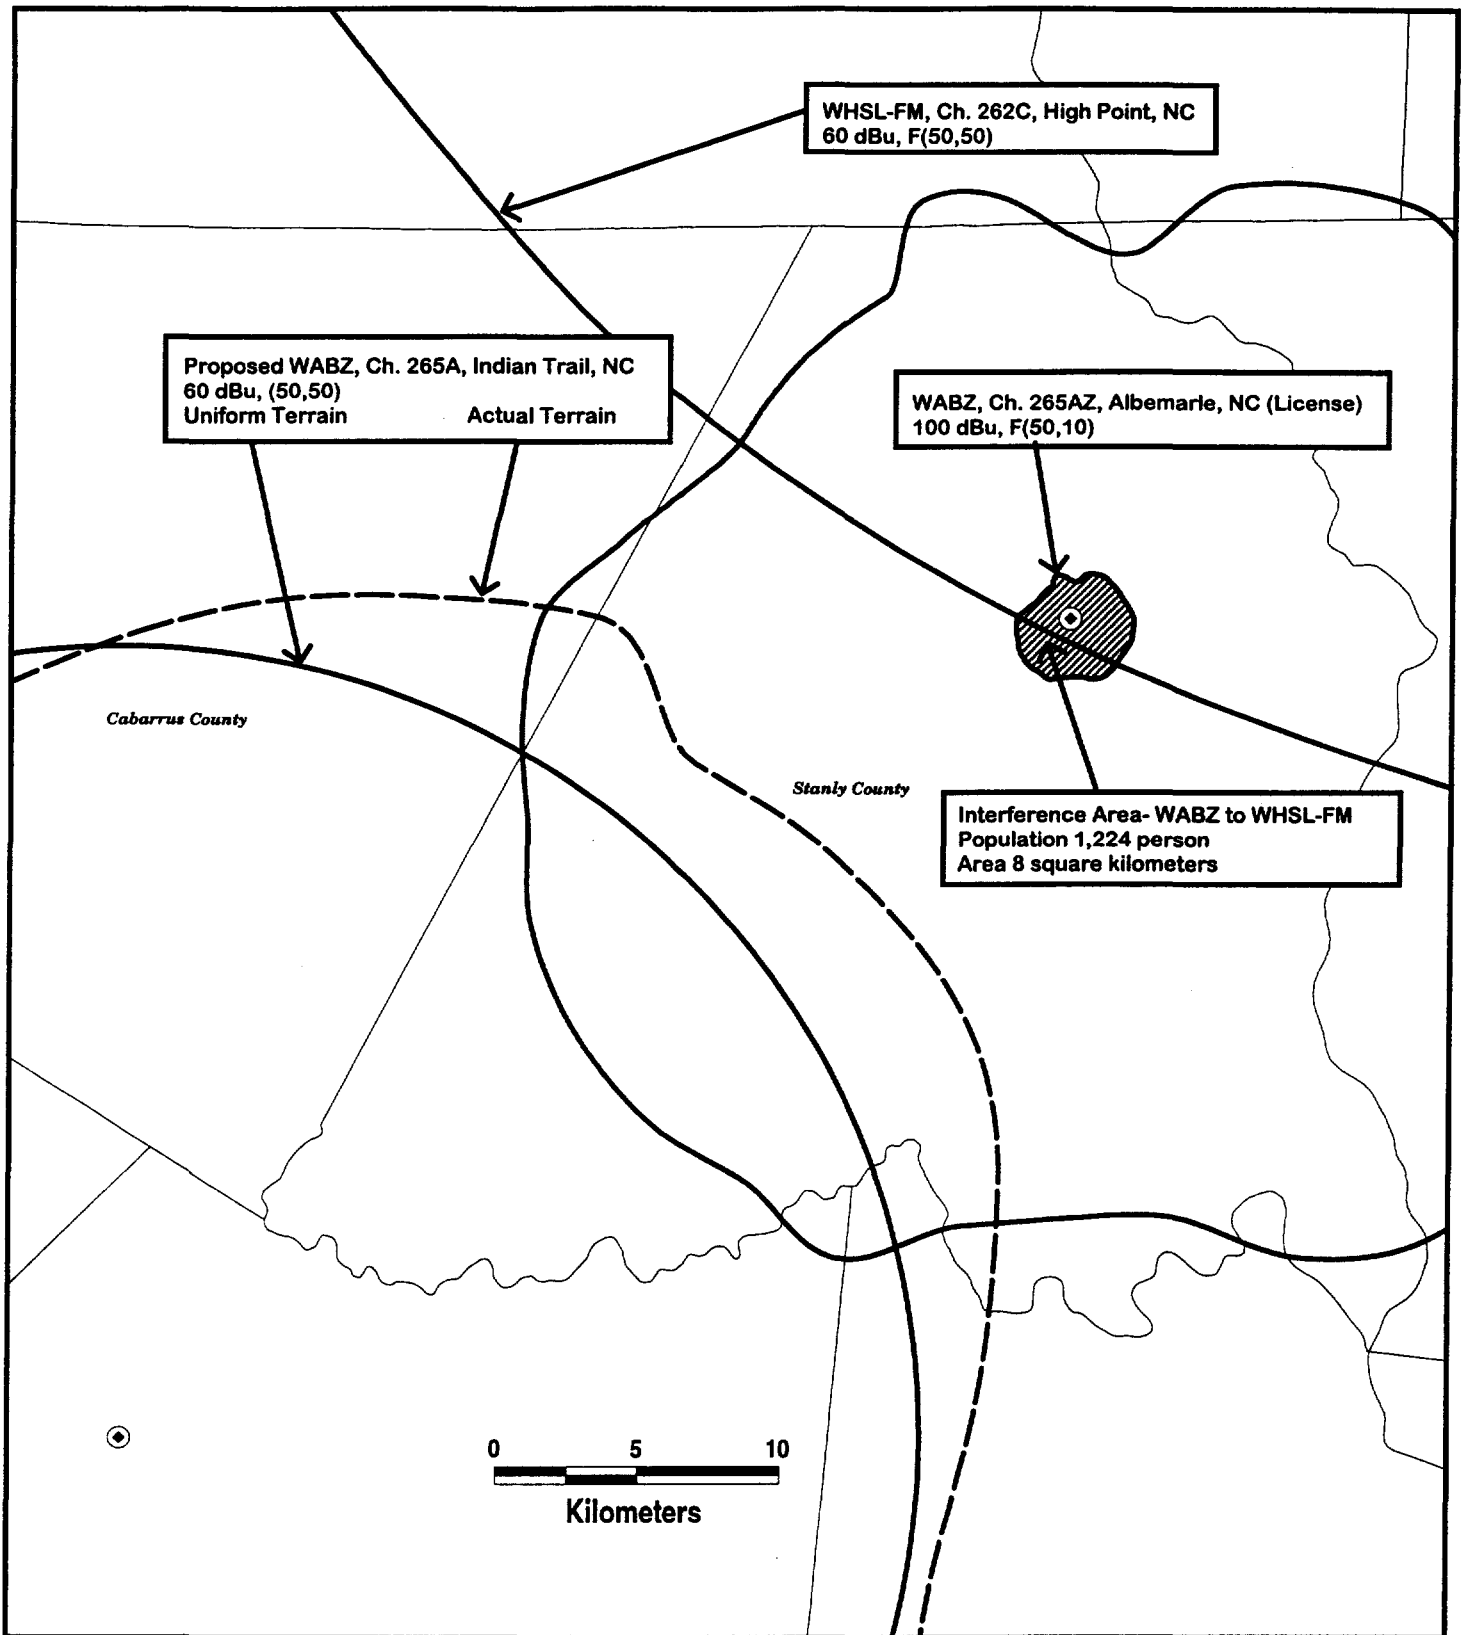 WHSL-FM, Ch. 262C, High Point, NC
60 dBu, F(50,50)
Proposed WABZ, Ch. 265A, Indian Trail, NC
60 dBu, (50,50)
Uniform Terrain Actual Terrain
WABZ, Ch. 265AZ, Albemarle, NC (License)
100 dBu, F(50,10)
Cabarrus County
Stanly County
Interference Area- WABZ to WHSL-FM
Population 1,224 person
Area 8 square kilometers
0 5 10
Kilometers